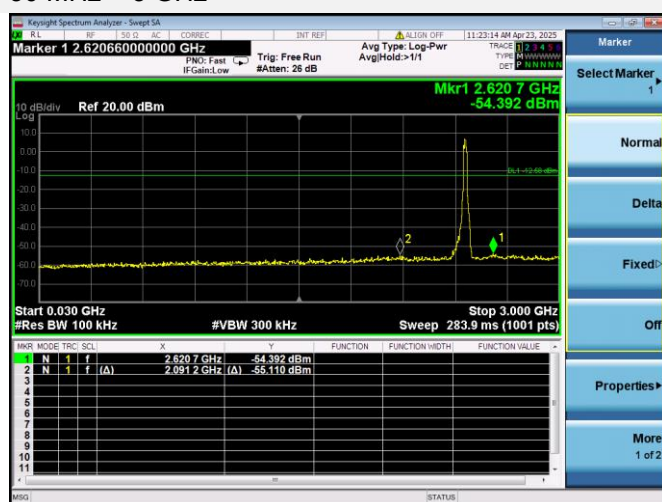 Keysight Spectrum Analyzer - Swept SA
RL RF 50 Ω AC CORREC INT REF ALIGN OFF 11:23:14 AM Apr 23, 2025
Marker 1 2.620660000000 GHz
PNO: Fast Trig: Free Run
IFGain:Low #Atten: 26 dB
Avg Type: Log-Pwr
Avg|Hold:>1/1
TRACE 1 2 3 4 5 6
TYPE M WWWWW
DET P N N N N N
Mkr1 2.620 7 GHz
-54.392 dBm
10 dB/div Ref 20.00 dBm
Log
10.0
0.00
-10.0
-20.0
-30.0
-40.0
-50.0
-60.0
-70.0
DL1 -12.58 dBm
2
1
Start 0.030 GHz Stop 3.000 GHz
#Res BW 100 kHz #VBW 300 kHz Sweep 283.9 ms (1001 pts)
MKR MODE TRC SCL X Y FUNCTION FUNCTION WIDTH FUNCTION VALUE
1 N 1 f 2.620 7 GHz -54.392 dBm
2 N 1 f (Δ) 2.091 2 GHz (Δ) -55.110 dBm
3
4
5
6
7
8
9
10
11
MSG STATUS
Marker
Select Marker
1
Normal
Delta
Fixed
Off
Properties
More
1 of 2